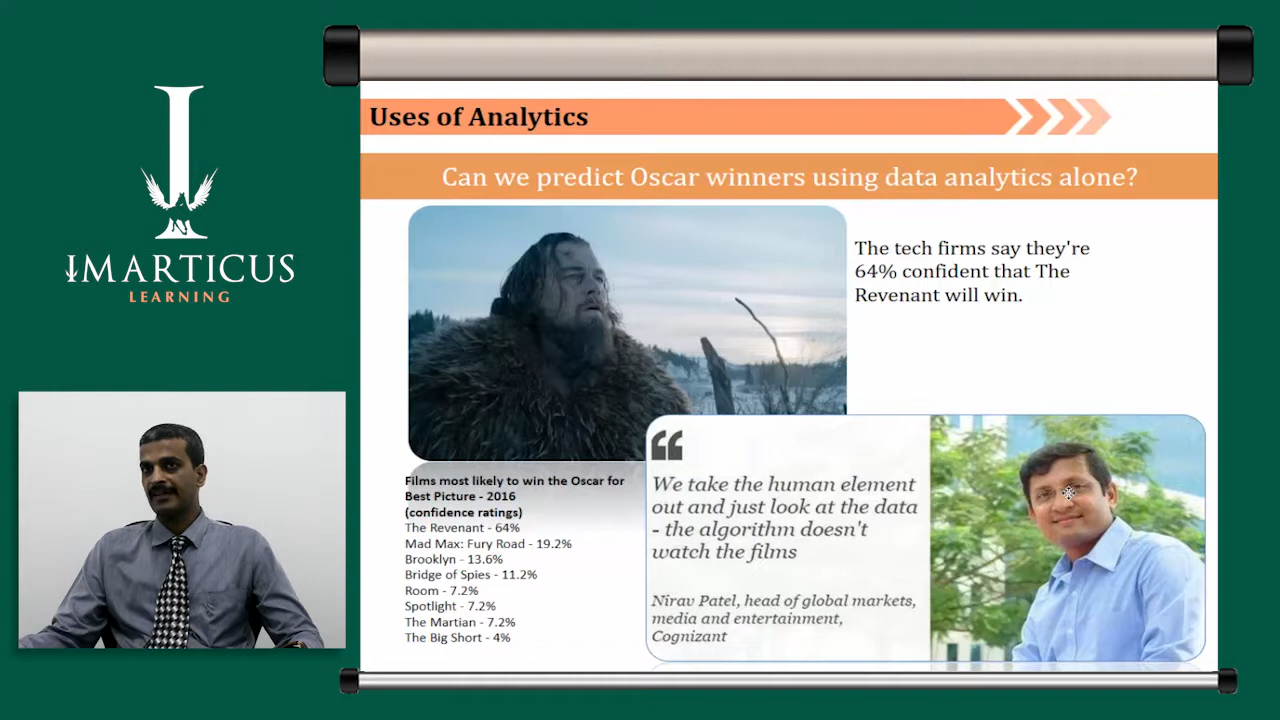 IMARTICUS
LEARNING
Uses of Analytics
Can we predict Oscar winners using data analytics alone?
The tech firms say they're
64% confident that The
Revenant will win.
Films most likely to win the Oscar for
Best Picture - 2016
(confidence ratings)
The Revenant - 64%
Mad Max: Fury Road - 19.2%
Brooklyn - 13.6%
Bridge of Spies - 11.2%
Room - 7.2%
Spotlight - 7.2%
The Martian - 7.2%
The Big Short - 4%
“
We take the human element
out and just look at the data
- the algorithm doesn't
watch the films
Nirav Patel, head of global markets,
media and entertainment,
Cognizant